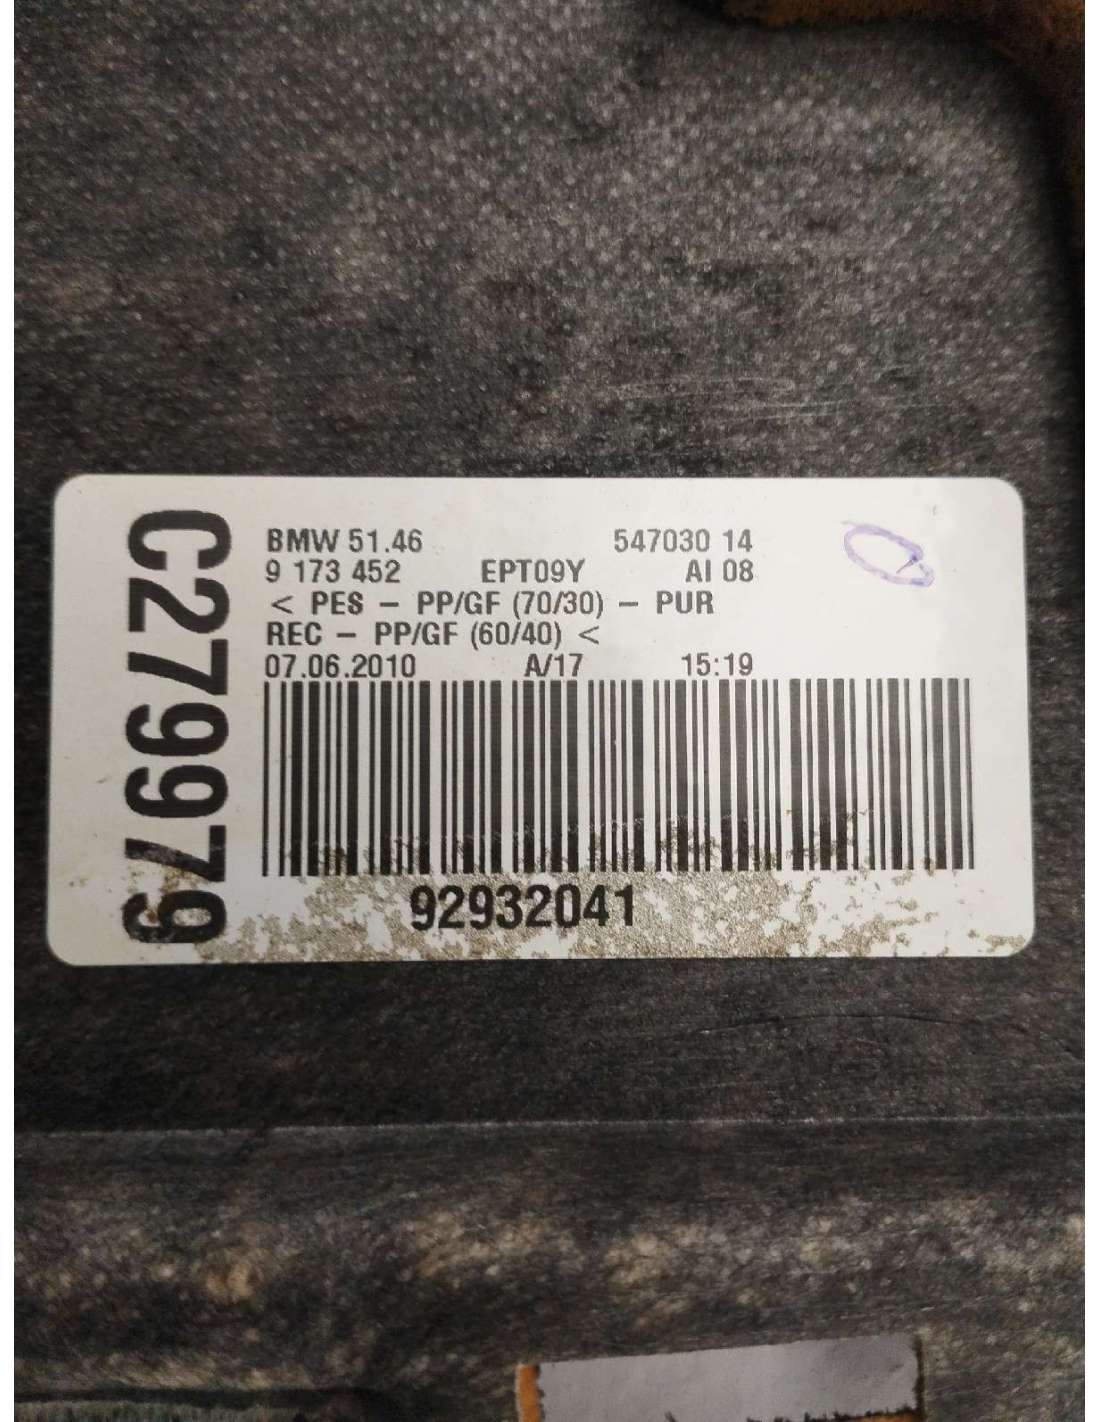 C279979
BMW 51.46 547030 14
9 173 452 EPT09Y AI 08
< PES - PP/GF (70/30) - PUR
REC - PP/GF (60/40) <
07.06.2010 A/17 15:19
92932041